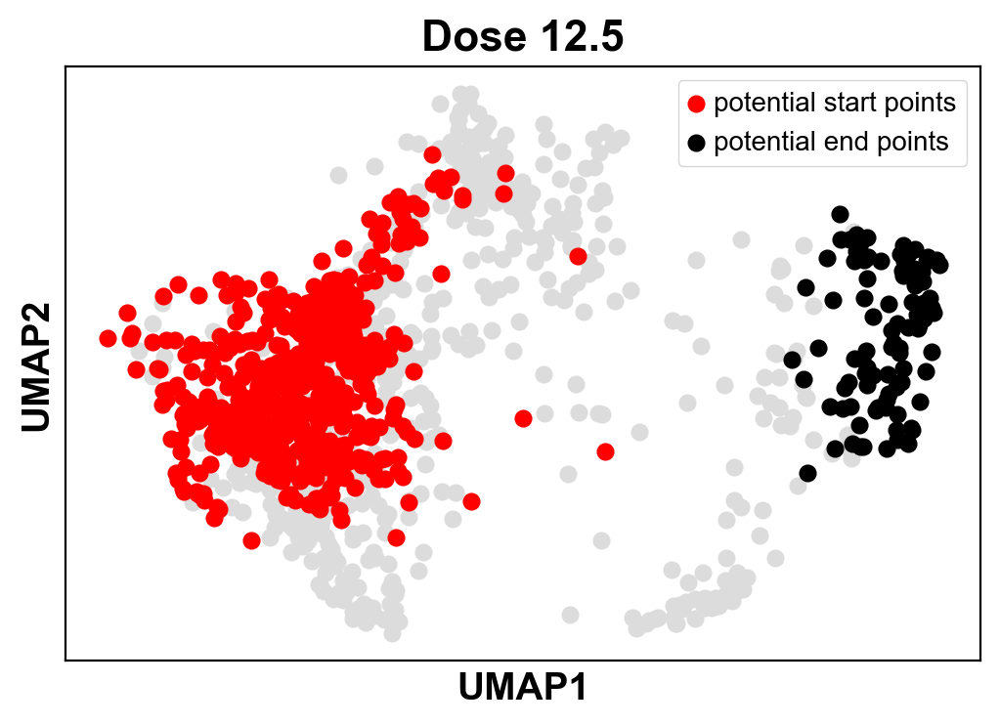 Dose 12.5
potential start points
potential end points
UMAP2
UMAP1